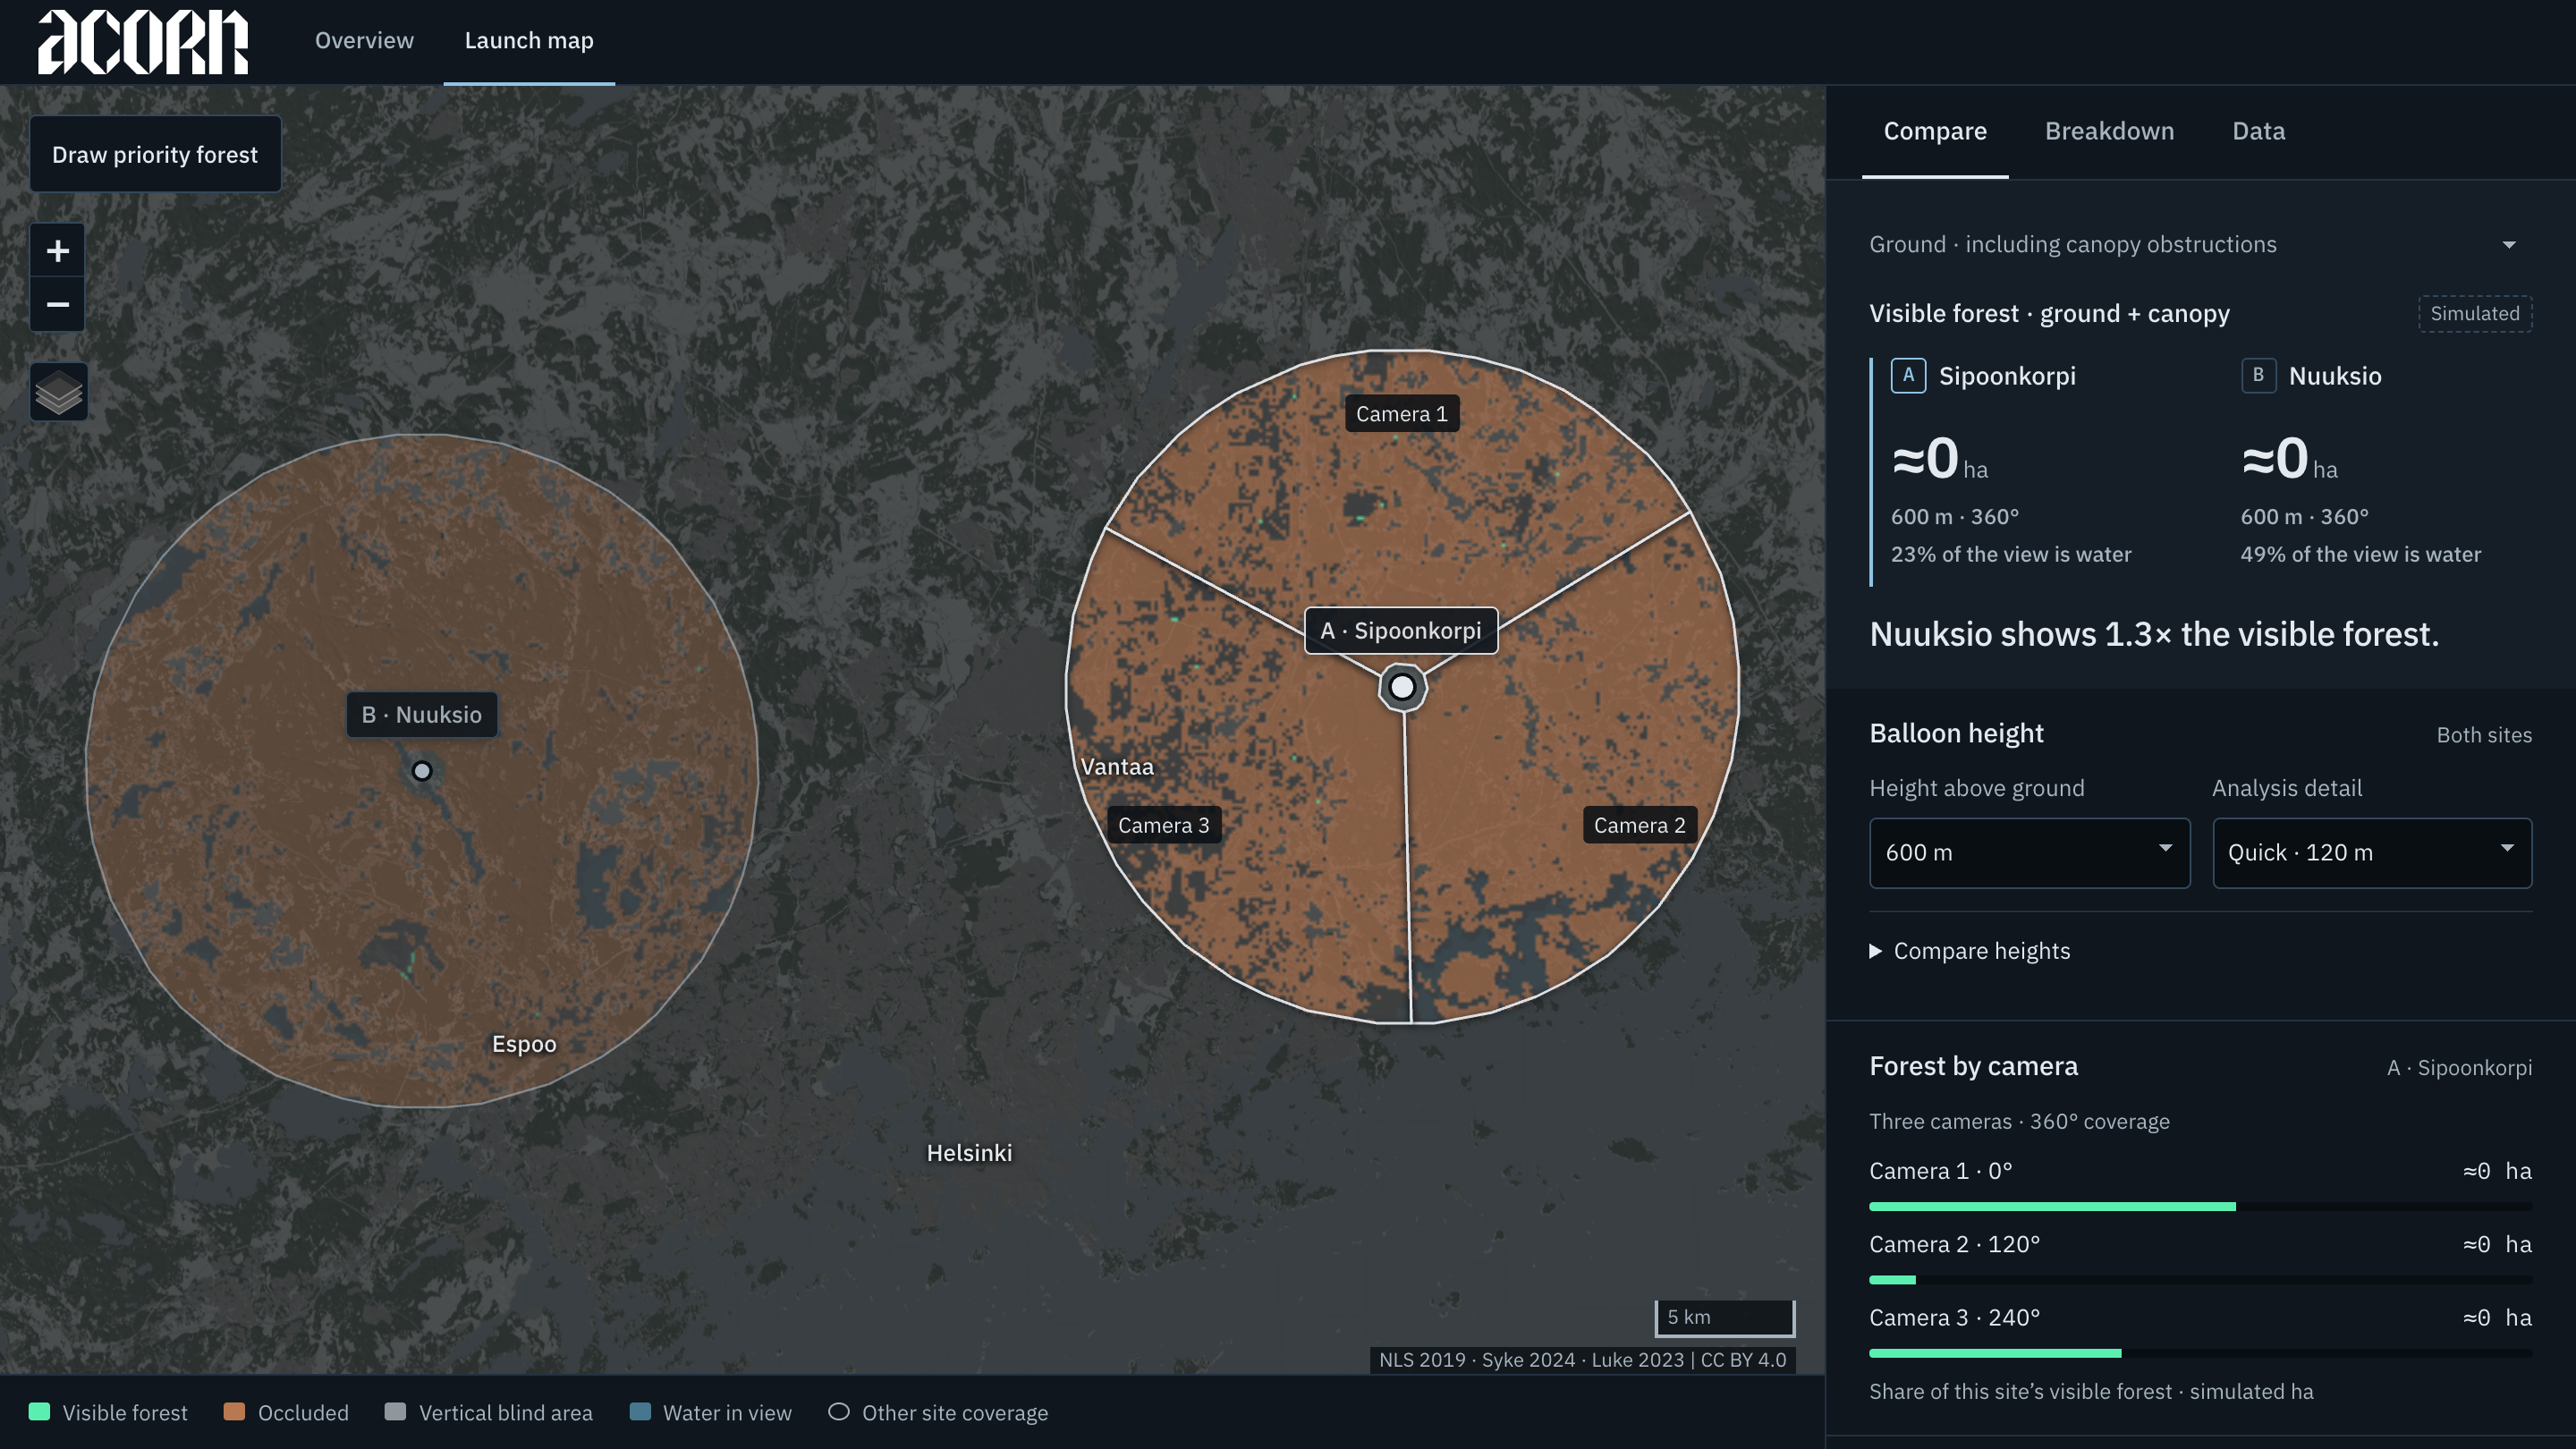 acorn
Overview
Launch map
Draw priority forest
+
−
Camera 1
A · Sipoonkorpi
B · Nuuksio
Vantaa
Camera 3
Camera 2
Espoo
Helsinki
5 km
NLS 2019 · Syke 2024 · Luke 2023 | CC BY 4.0
Visible forest
Occluded
Vertical blind area
Water in view
Other site coverage
Compare
Breakdown
Data
Ground · including canopy obstructions
Visible forest · ground + canopy
Simulated
A Sipoonkorpi
B Nuuksio
≈0 ha
≈0 ha
600 m · 360°
600 m · 360°
23% of the view is water
49% of the view is water
Nuuksio shows 1.3× the visible forest.
Balloon height
Both sites
Height above ground
Analysis detail
600 m
Quick · 120 m
Compare heights
Forest by camera
A · Sipoonkorpi
Three cameras · 360° coverage
Camera 1 · 0°
≈0 ha
Camera 2 · 120°
≈0 ha
Camera 3 · 240°
≈0 ha
Share of this site’s visible forest · simulated ha